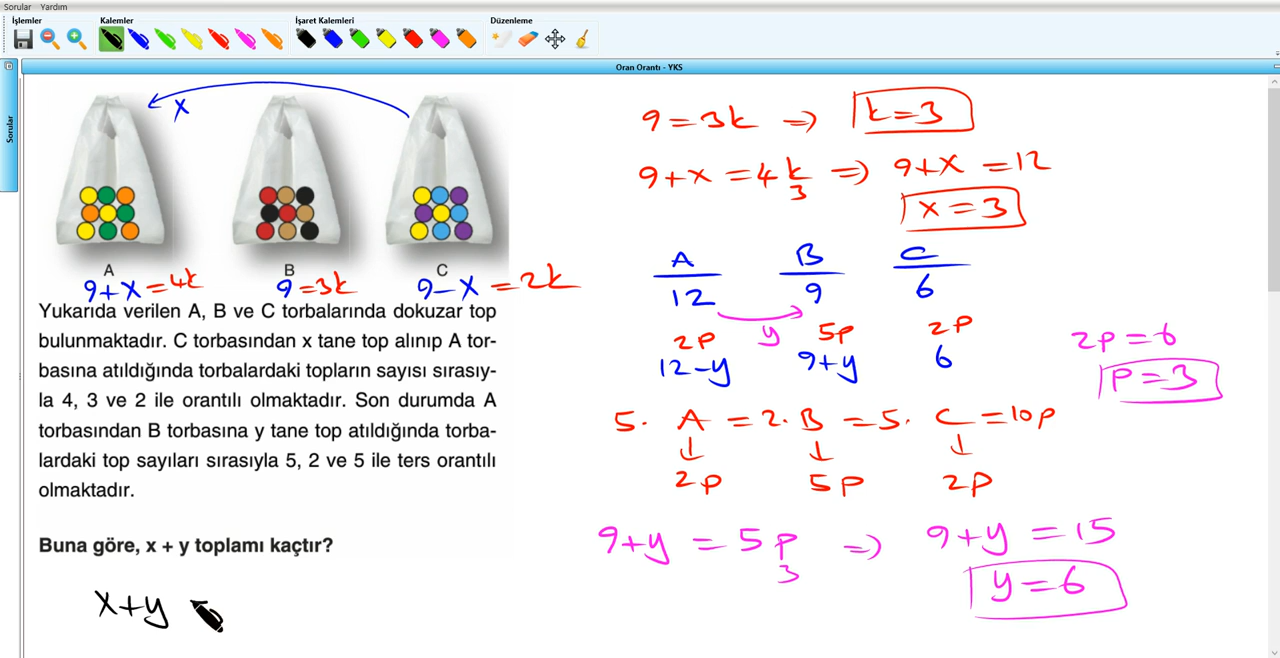 Sorular Yardım
İşlemler Kalemler İşaret Kalemleri Düzenleme
Oran Orantı - YKS
Sorular
x
A B C
9+x=4k 9=3k 9-x=2k
Yukarıda verilen A, B ve C torbalarında dokuzar top
bulunmaktadır. C torbasından x tane top alınıp A tor-
basına atıldığında torbalardaki topların sayısı sırasıy-
la 4, 3 ve 2 ile orantılı olmaktadır. Son durumda A
torbasından B torbasına y tane top atıldığında torba-
lardaki top sayıları sırasıyla 5, 2 ve 5 ile ters orantılı
olmaktadır.
Buna göre, x + y toplamı kaçtır?
x+y
9=3k ⇒ k=3
9+x=4k ⇒ 9+x=12
3
x=3
A B C
12 9 6
y
2p 5p 2p
12-y 9+y 6
2p=6
p=3
5. A = 2. B = 5. C = 10p
↓ ↓ ↓
2p 5p 2p
9+y = 5p ⇒ 9+y = 15
3
y=6